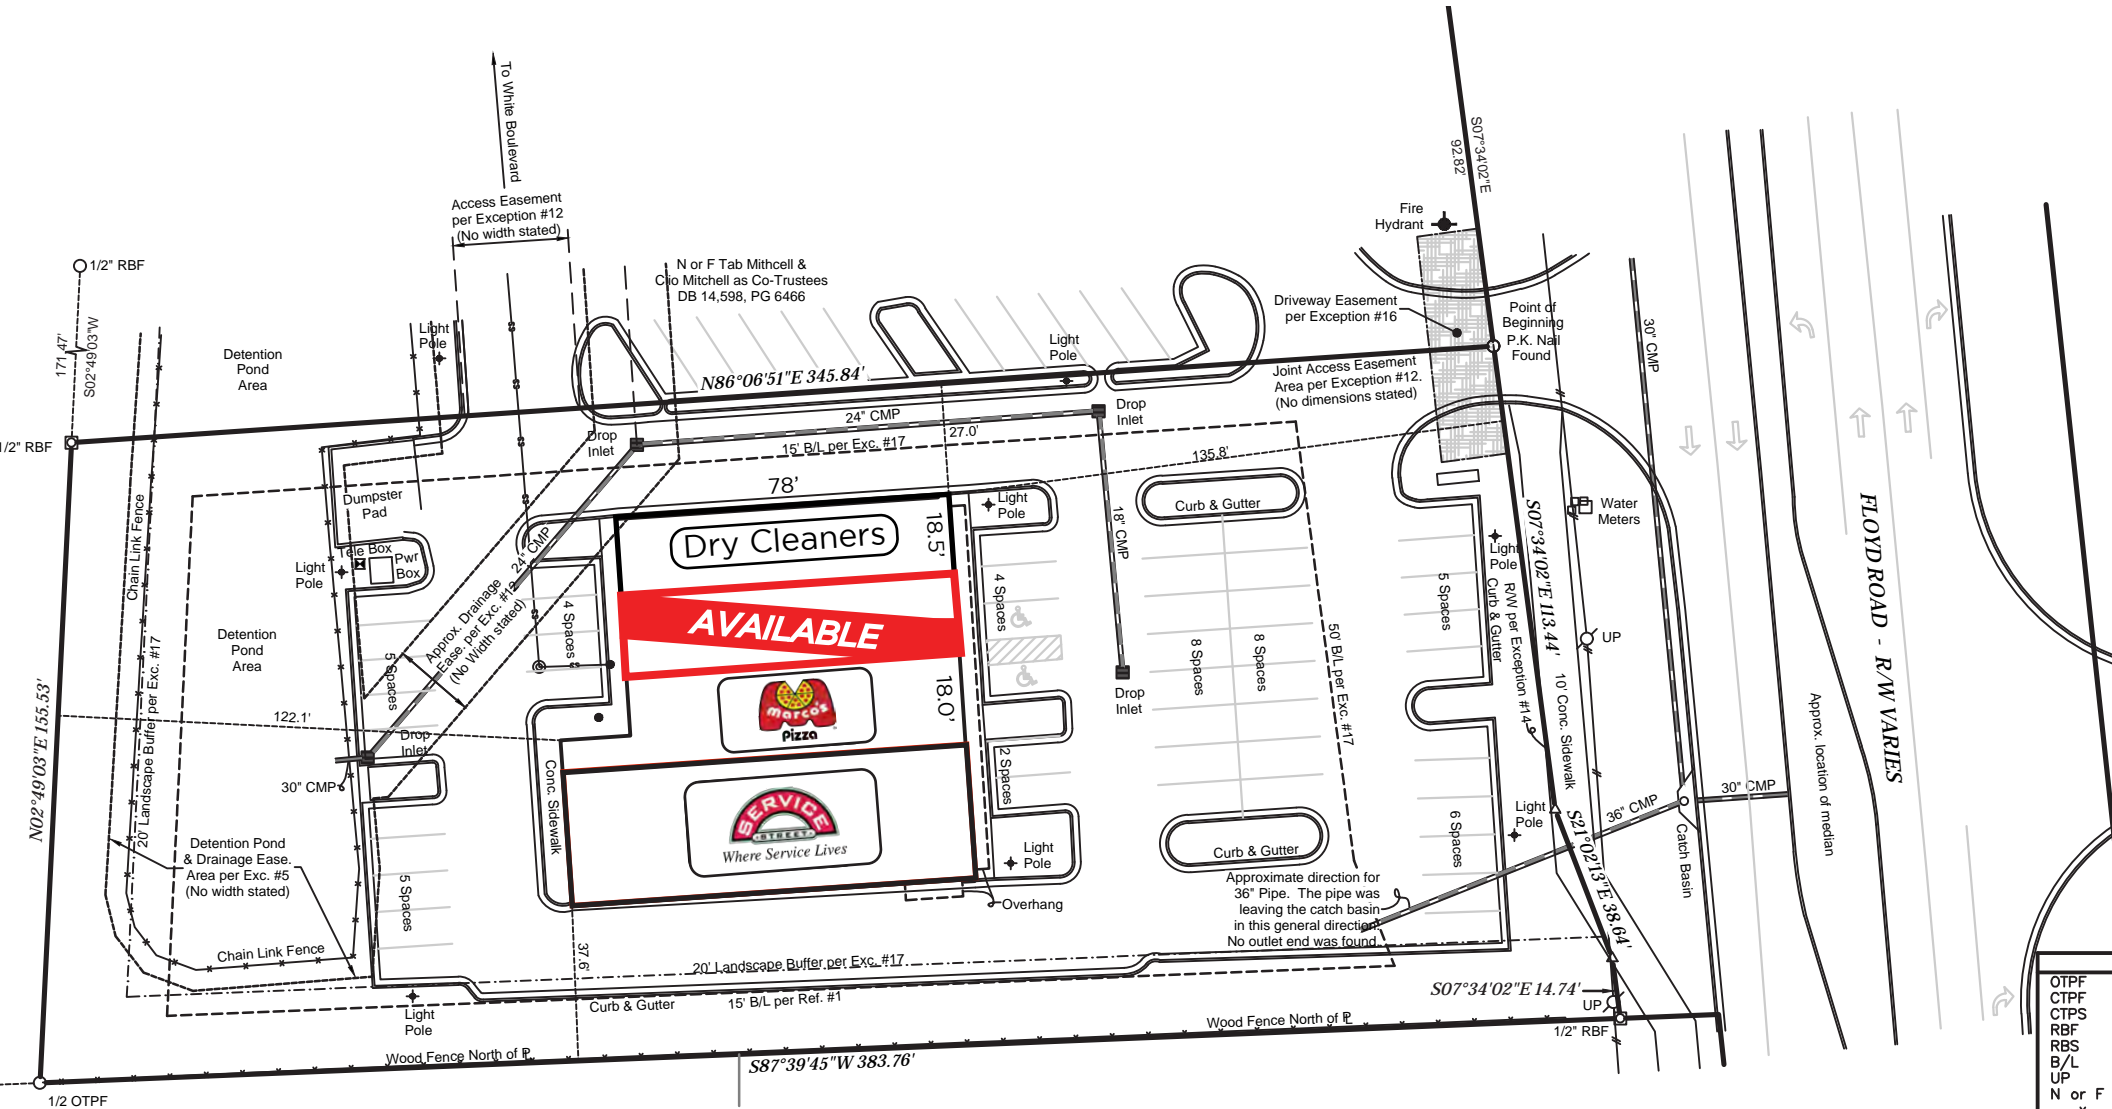 To White Boulevard
Access Easement
per Exception #12
(No width stated)
1/2" RBF
171.47'
S02°49'03"W
1/2" RBF
Detention
Pond
Area
Light
Pole
N or F Tab Mithcell &
Clio Mitchell as Co-Trustees
DB 14,598, PG 6466
Light
Pole
N86°06'51"E 345.84'
24" CMP
27.0'
15' B/L per Exc. #17
Drop
Inlet
Drop
Inlet
Fire
Hydrant
S07°34'02"E
92.82'
Driveway Easement
per Exception #16
Point of
Beginning
P.K. Nail
Found
Joint Access Easement
Area per Exception #12.
(No dimensions stated)
30" CMP
135.8'
Chain Link Fence
20' Landscape Buffer per Exc. #17
Dumpster
Pad
Tele Box
Pwr
Box
Light
Pole
Detention
Pond
Area
24" CMP
Approx. Drainage
Ease. per Exc. #12
(No Width stated)
5 Spaces
4 Spaces
SS
SS
SS
SS
SS
SS
78'
Dry Cleaners
18.5'
AVAILABLE
marco's
Pizza
18.0'
SERVICE
STREET
Where Service Lives
Light
Pole
4 Spaces
2 Spaces
18" CMP
Drop
Inlet
Curb & Gutter
8 Spaces
8 Spaces
50' B/L per Exc. #17
5 Spaces
6 Spaces
Light
Pole
Curb & Gutter
R/W per Exception #14
S07°34'02"E 113.44'
10' Conc. Sidewalk
Water
Meters
UP
FLOYD ROAD - R/W VARIES
Approx. location of
median
30" CMP
36" CMP
Catch Basin
Light
Pole
S21°02'13"E 38.64'
Curb & Gutter
Approximate direction for
36" Pipe. The pipe was
leaving the catch basin
in this general direction.
No outlet end was found.
N02°49'03"E 155.53'
122.1'
Drop
Inlet
30" CMP
Conc. Sidewalk
Detention Pond
& Drainage Ease.
Area per Exc. #5
(No width stated)
5 Spaces
Chain Link Fence
Light
Pole
Overhang
37.6'
20' Landscape Buffer per Exc. #17
15' B/L per Ref. #1
Curb & Gutter
Light
Pole
S07°34'02"E 14.74'
UP
1/2" RBF
Wood Fence North of PL
Wood Fence North of PL
S87°39'45"W 383.76'
1/2 OTPF
OTPF
CTPF
CTPS
RBF
RBS
B/L
UP
N or F